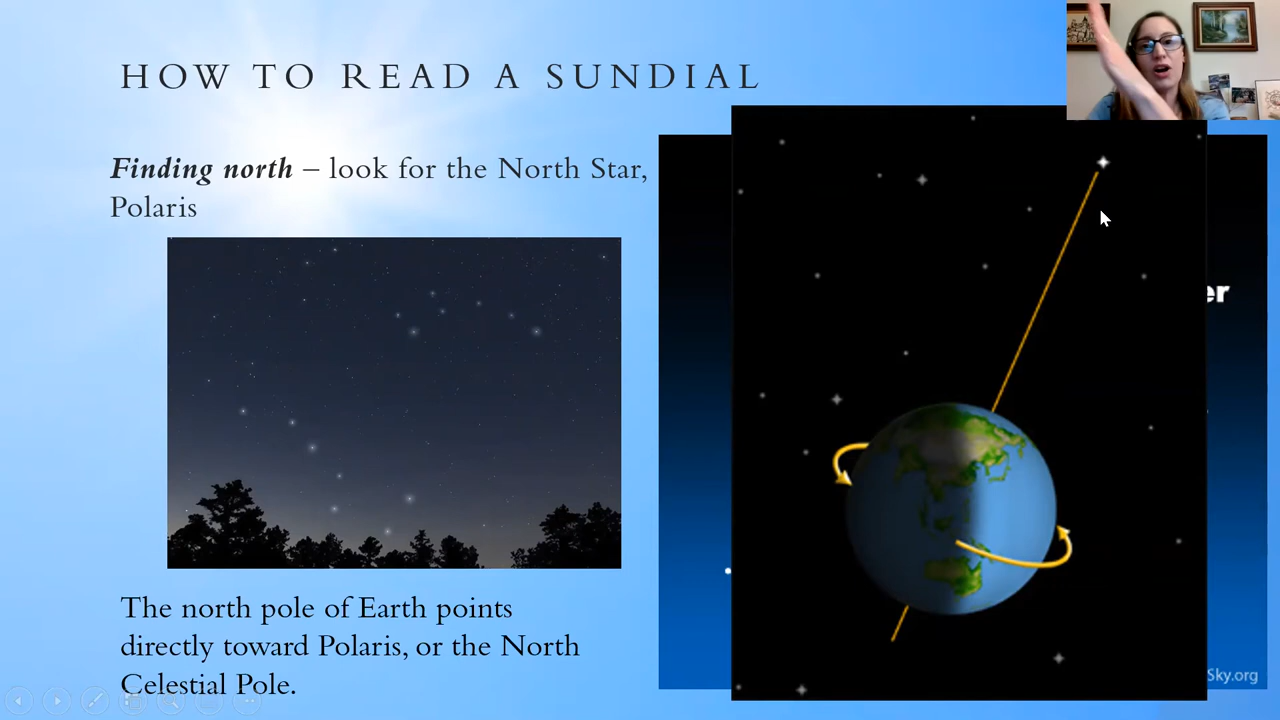 HOW TO READ A SUNDIAL
Finding north – look for the North Star,
Polaris
er
The north pole of Earth points
directly toward Polaris, or the North
Celestial Pole.
Sky.org